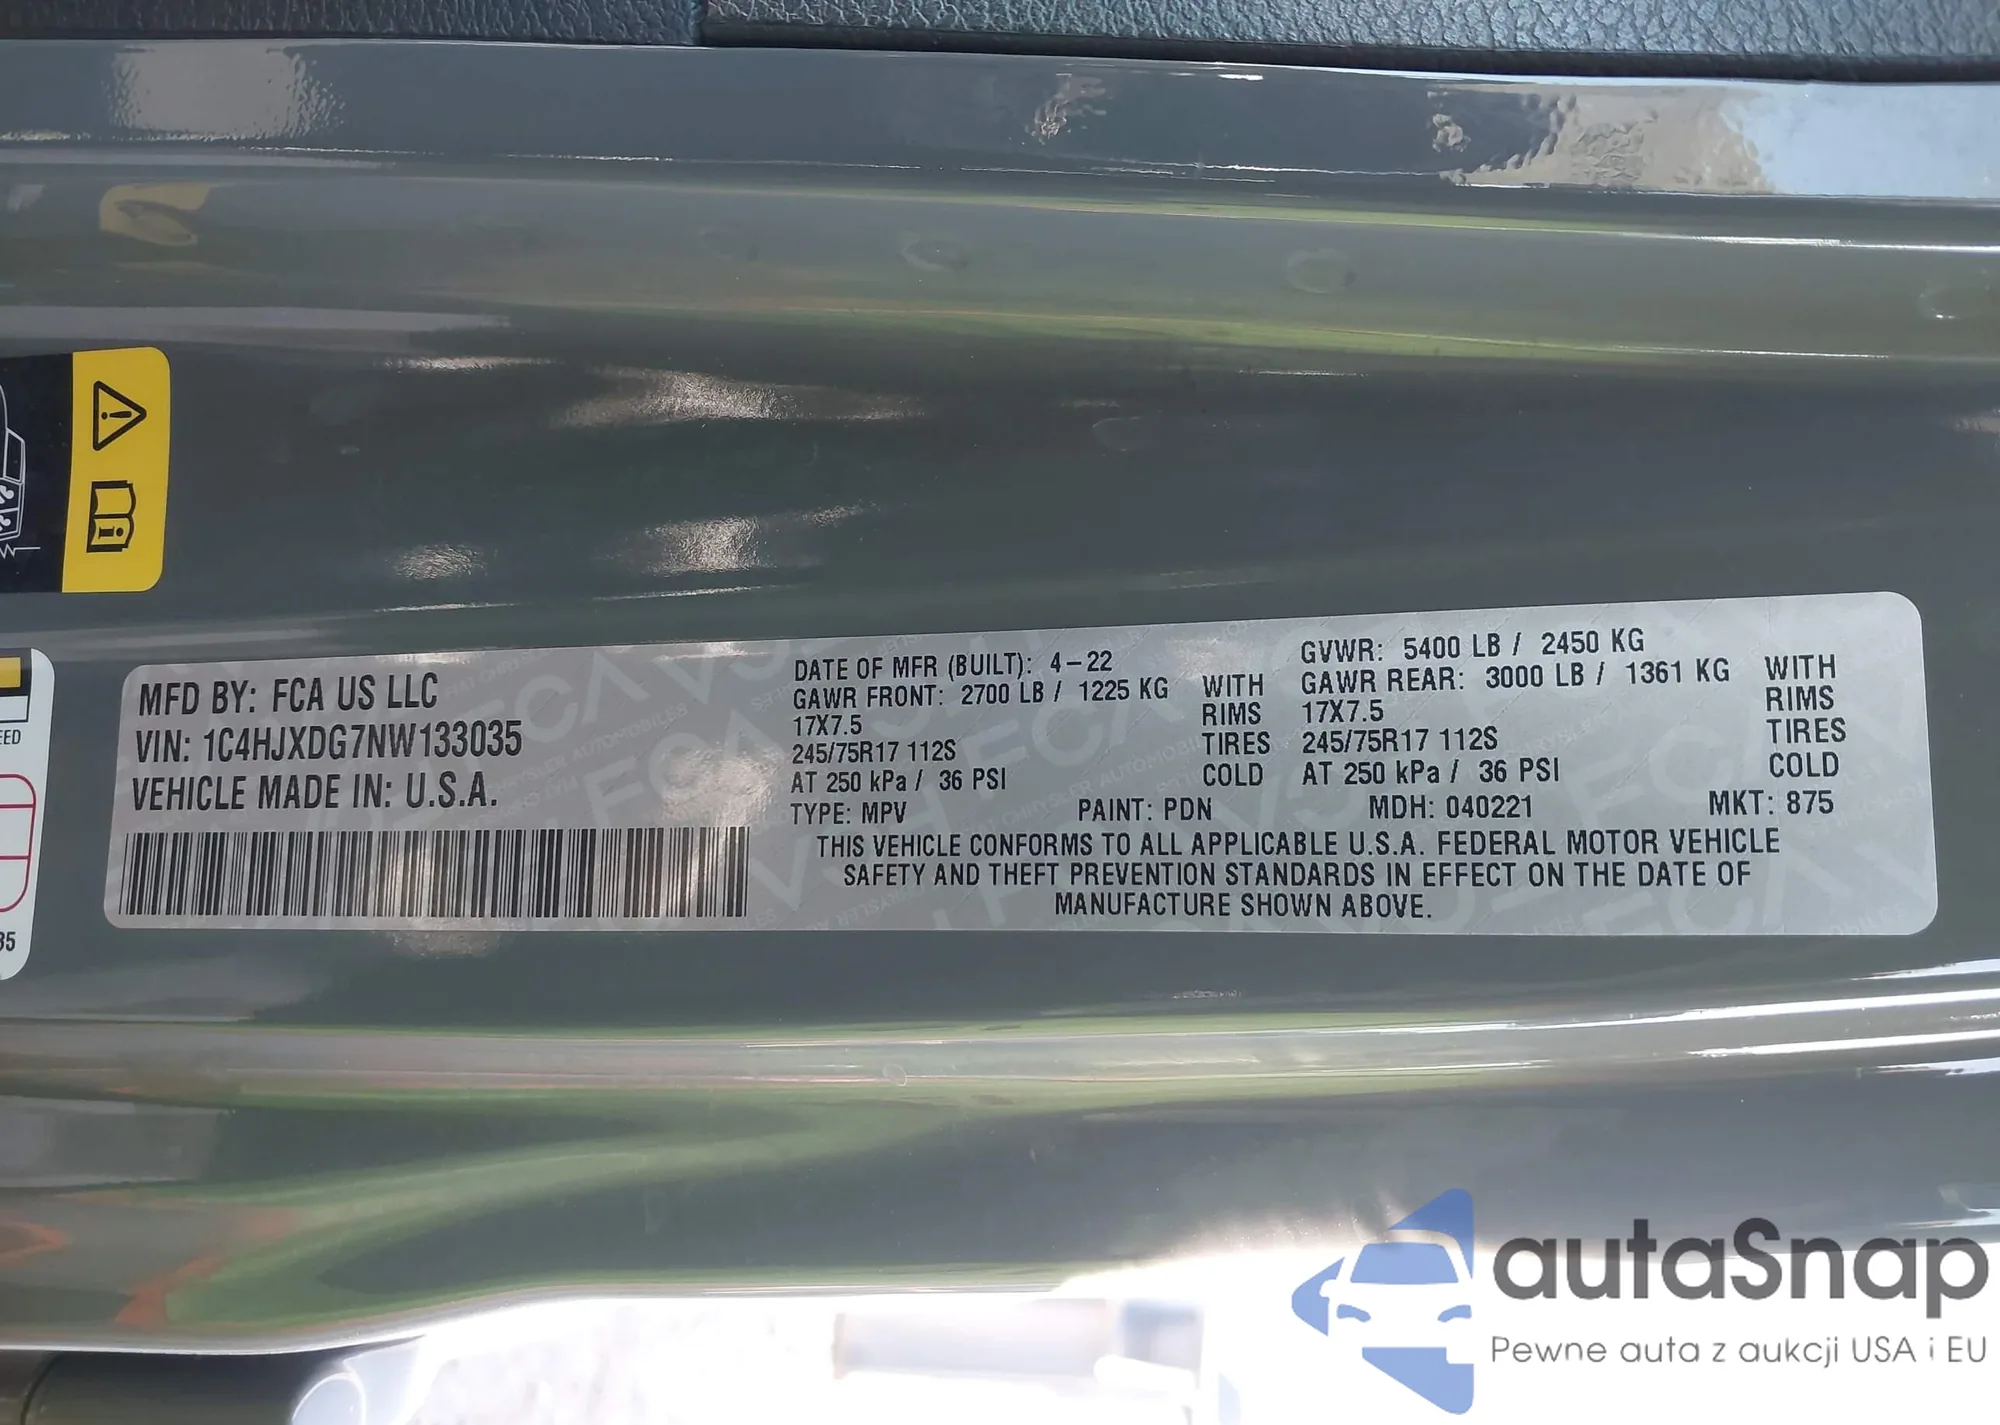 MFD BY: FCA US LLC
VIN: 1C4HJXDG7NW133035
VEHICLE MADE IN: U.S.A.
DATE OF MFR (BUILT): 4-22
GAWR FRONT: 2700 LB / 1225 KG WITH
17X7.5 RIMS
245/75R17 112S TIRES
AT 250 kPa / 36 PSI COLD
GVWR: 5400 LB / 2450 KG
GAWR REAR: 3000 LB / 1361 KG WITH
17X7.5 RIMS
245/75R17 112S TIRES
AT 250 kPa / 36 PSI COLD
TYPE: MPV PAINT: PDN MDH: 040221 MKT: 875
THIS VEHICLE CONFORMS TO ALL APPLICABLE U.S.A. FEDERAL MOTOR VEHICLE
SAFETY AND THEFT PREVENTION STANDARDS IN EFFECT ON THE DATE OF
MANUFACTURE SHOWN ABOVE.
autaSnap
Pewne auta z aukcji USA i EU